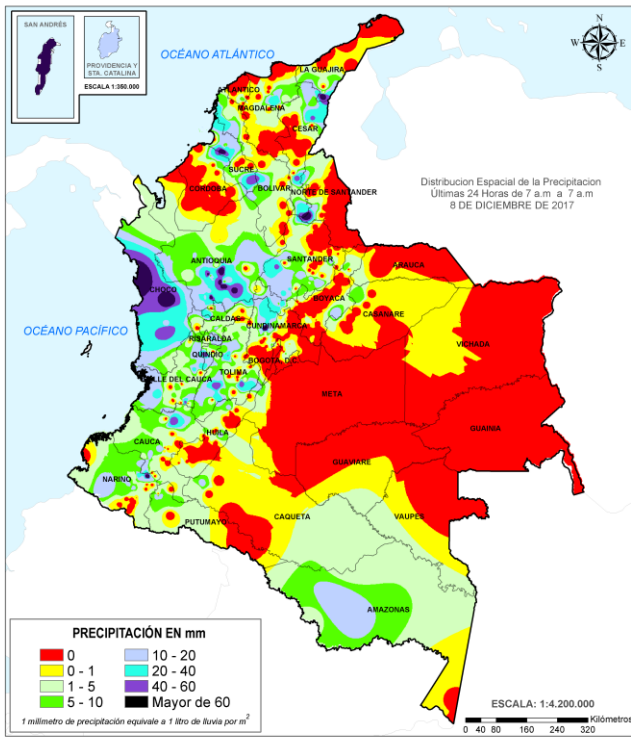 SAN ANDRÉS
PROVIDENCIA Y
STA. CATALINA
ESCALA 1:350.000
OCÉANO ATLÁNTICO
N
W E
S
LA GUAJIRA
ATLANTICO
MAGDALENA
CESAR
SUCRE
CORDOBA
BOLIVAR
NORTE DE SANTANDER
Distribucion Espacial de la Precipitacion
Últimas 24 Horas de 7 a.m a 7 a.m
8 DE DICIEMBRE DE 2017
ANTIOQUIA
SANTANDER
ARAUCA
CHOCO
BOYACA
CASANARE
OCÉANO PACÍFICO
CALDAS
CUNDINAMARCA
RISARALDA
VICHADA
QUINDIO
BOGOTA, D.C.
TOLIMA
VALLE DEL CAUCA
META
GUAINIA
HUILA
CAUCA
GUAVIARE
NARIÑO
CAQUETA
VAUPES
PUTUMAYO
AMAZONAS
PRECIPITACIÓN EN mm
0 10 - 20
0 - 1 20 - 40
1 - 5 40 - 60
5 - 10 Mayor de 60
1 milimetro de precipitación equivale a 1 litro de lluvia por m2
ESCALA: 1:4.200.000
Kilómetros
0 40 80 160 240 320